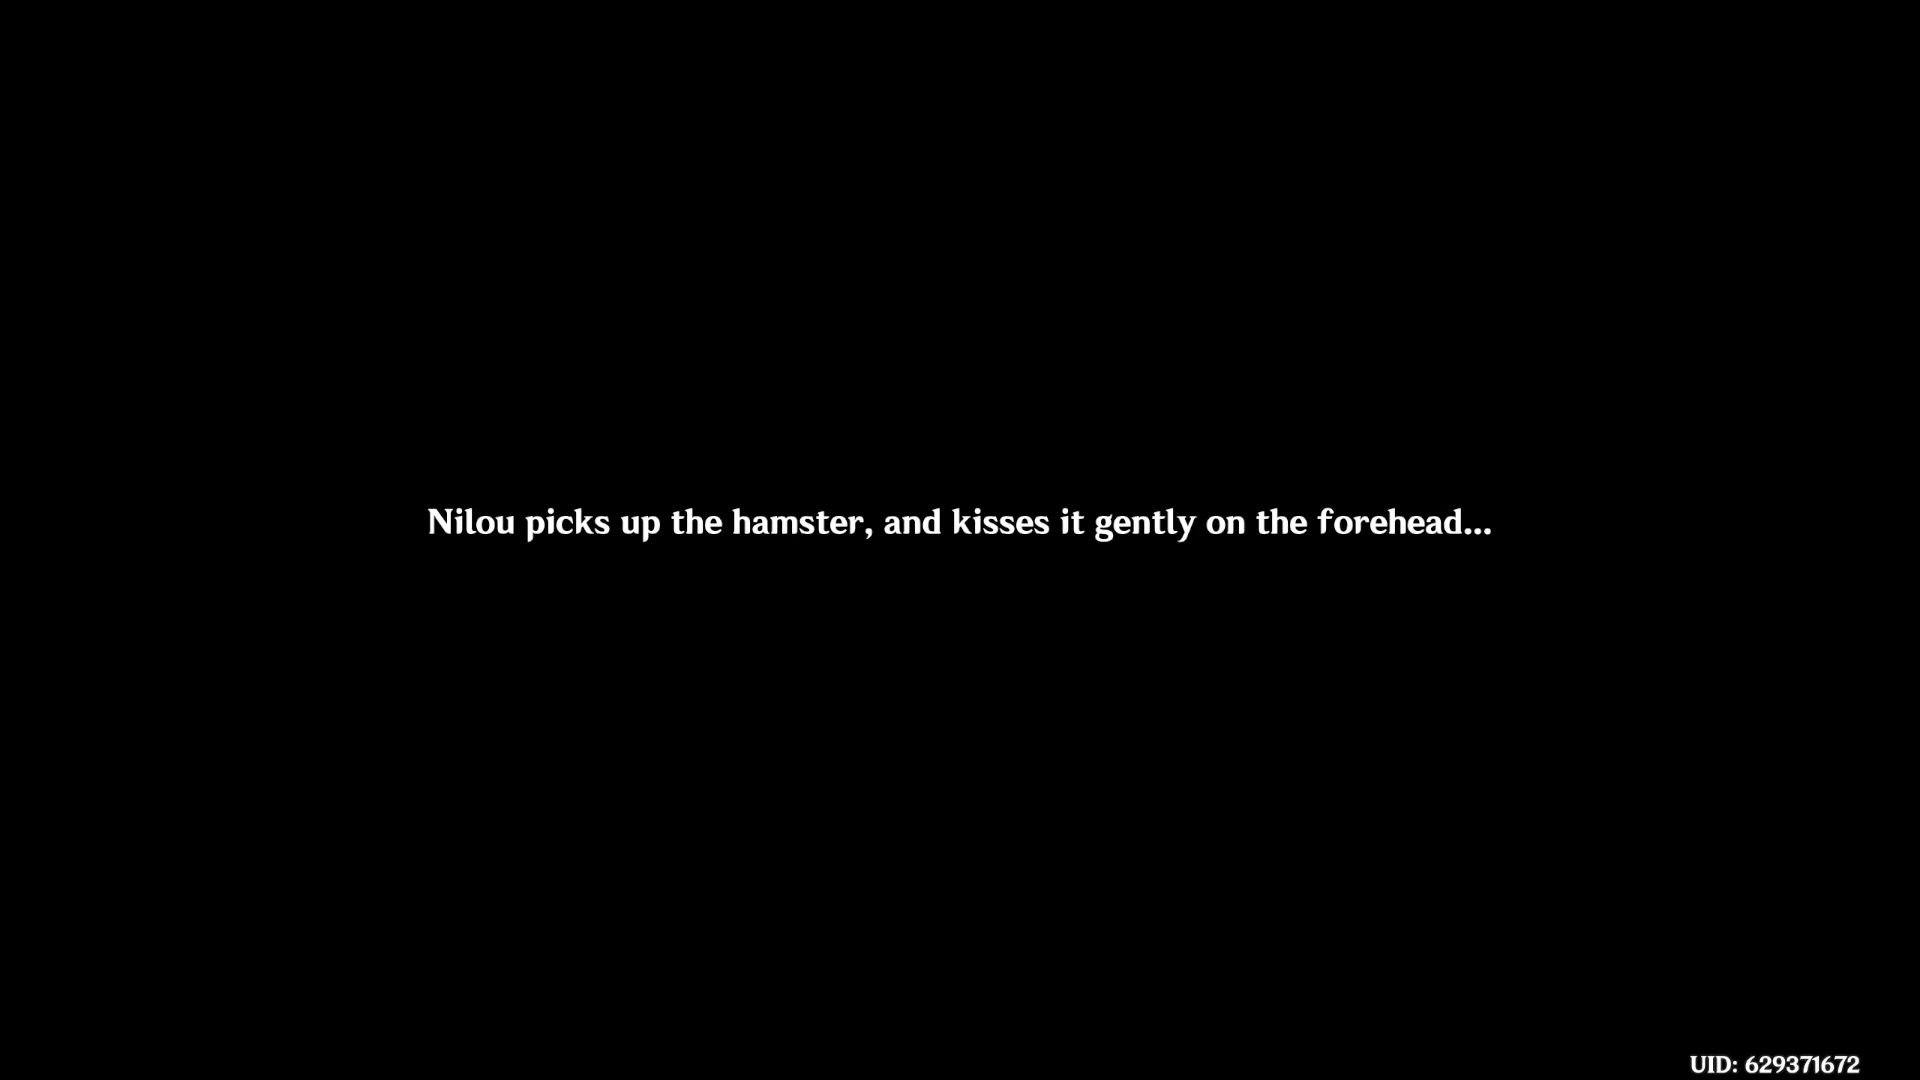 Nilou picks up the hamster, and kisses it gently on the forehead...
UID: 629371672